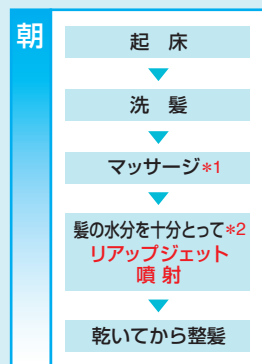 朝
起 床
洗 髪
マッサージ*1
髪の水分を十分とって*2
リアップジェット
噴 射
乾いてから整髪